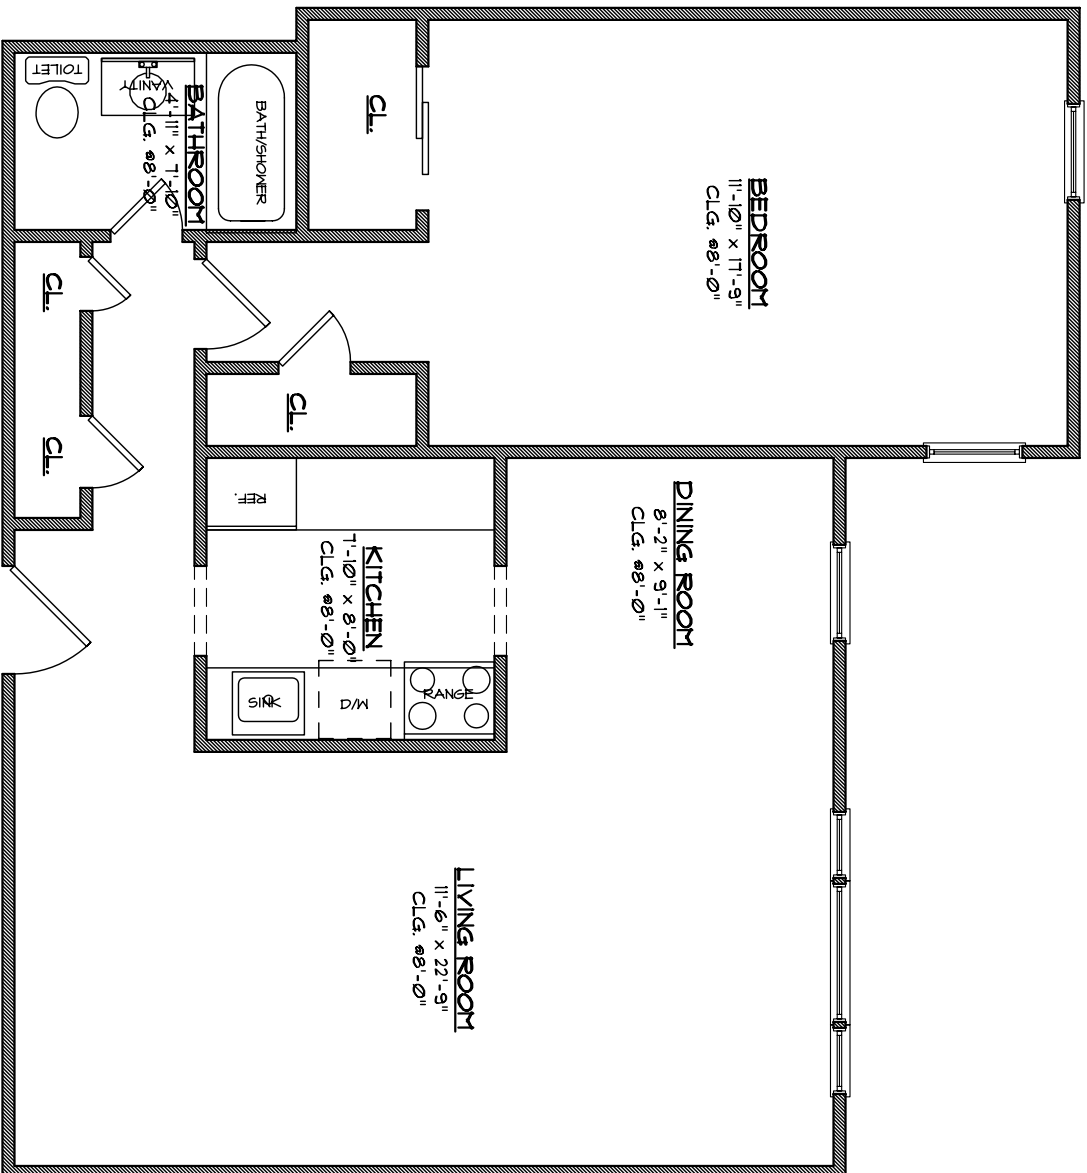 TOILET
VANITY
BATHROOM
4'-11" x 7'-10"
CLG. @8'-0"
BATH/SHOWER
CL.
BEDROOM
11'-10" x 17'-9"
CLG. @8'-0"
CL.
CL.
CL.
REF.
KITCHEN
7'-10" x 8'-0"
CLG. @8'-0"
SINK
D/W
RANGE
DINING ROOM
8'-2" x 9'-1"
CLG. @8'-0"
LIVING ROOM
11'-6" x 22'-9"
CLG. @8'-0"